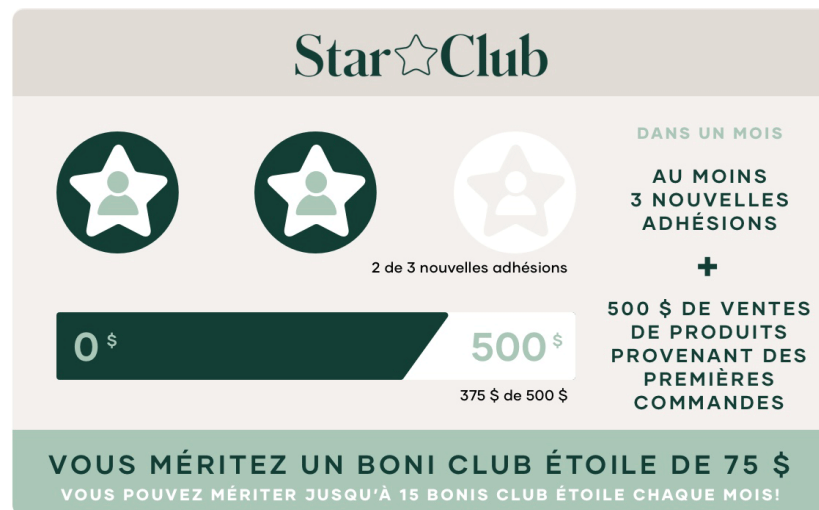 Star Club
DANS UN MOIS
AU MOINS
3 NOUVELLES
ADHÉSIONS
+
2 de 3 nouvelles adhésions
0 $
500 $
375 $ de 500 $
500 $ DE VENTES
DE PRODUITS
PROVENANT DES
PREMIÈRES
COMMANDES
VOUS MÉRITEZ UN BONI CLUB ÉTOILE DE 75 $
VOUS POUVEZ MÉRITER JUSQU'À 15 BONIS CLUB ÉTOILE CHAQUE MOIS!